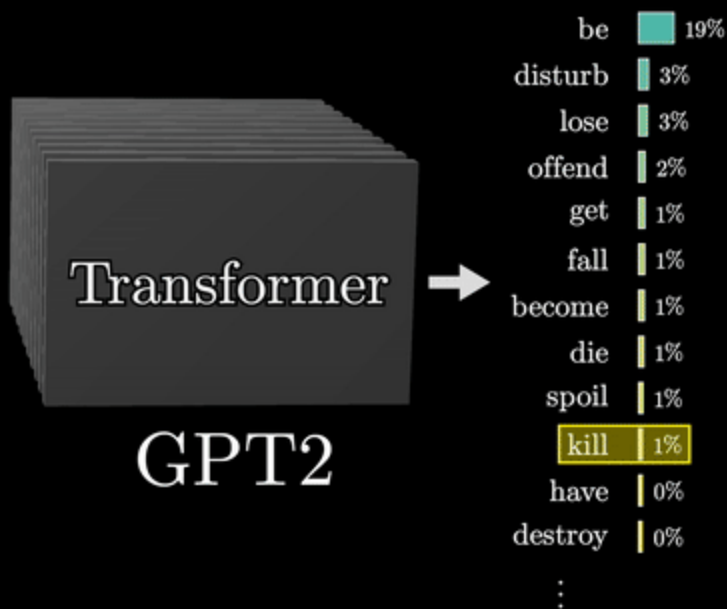 Transformer
GPT2
be 19%
disturb 3%
lose 3%
offend 2%
get 1%
fall 1%
become 1%
die 1%
spoil 1%
kill 1%
have 0%
destroy 0%
⋮